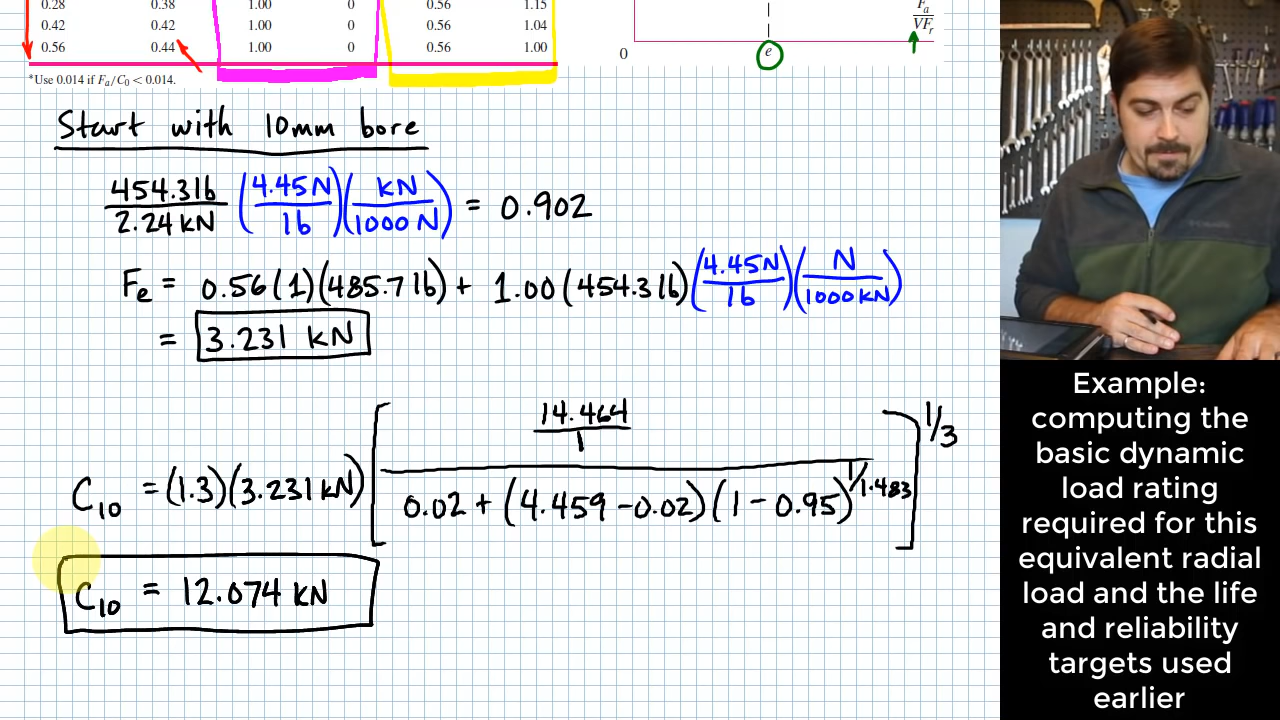 0.28 0.38 1.00 0 0.56 1.15
0.42 0.42 1.00 0 0.56 1.04
0.56 0.44 1.00 0 0.56 1.00
*Use 0.014 if Fa/C0 < 0.014.
0 e Fa/VFr
Start with 10mm bore
454.3lb/2.24 kN (4.45N/lb)(kN/1000 N) = 0.902
Fe = 0.56(1)(485.7 lb) + 1.00(454.3 lb)(4.45N/lb)(N/1000 kN)
= 3.231 kN
C10 = (1.3)(3.231 kN)[(14.464/1)/(0.02 + (4.459 - 0.02)(1 - 0.95)^1/1.483)]^1/3
C10 = 12.074 kN
Example:
computing the
basic dynamic
load rating
required for this
equivalent radial
load and the life
and reliability
targets used
earlier